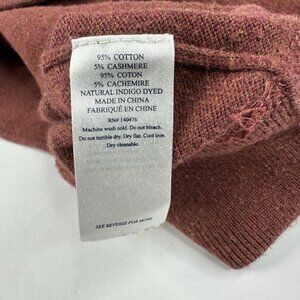 95% COTTON
5% CASHMERE
95% COTON
5% CACHEMIRE
NATURAL INDIGO DYED
MADE IN CHINA
FABRIQUÉ EN CHINE
RN# 140476
Machine wash cold. Do not bleach.
Do not tumble dry. Dry flat. Cool iron.
Dry cleanable.
SEE REVERSE FOR MORE